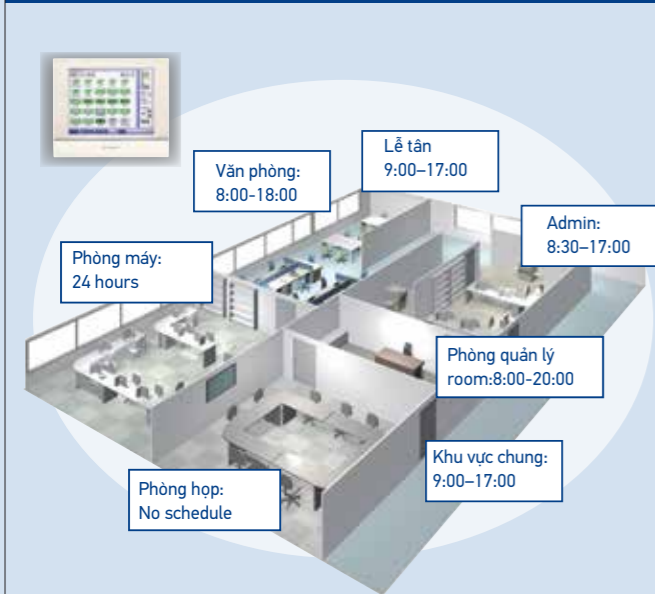 Lễ tân
9:00–17:00
Văn phòng:
8:00-18:00
Admin:
8:30–17:00
Phòng máy:
24 hours
Phòng quản lý
room:8:00-20:00
Khu vực chung:
9:00–17:00
Phòng họp:
No schedule